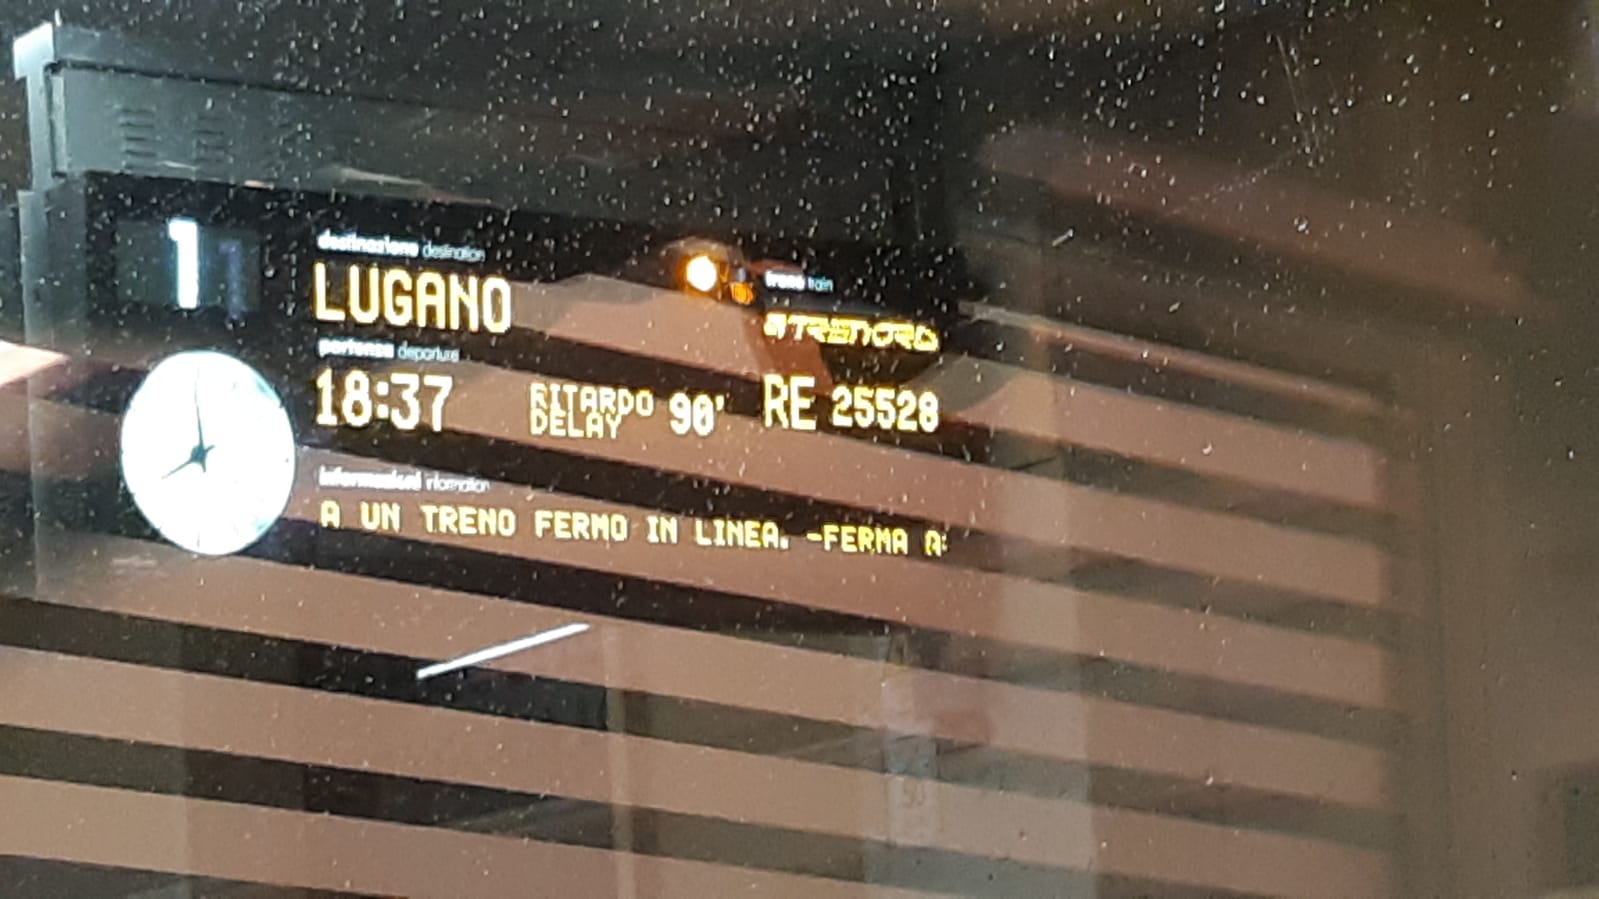 1
destinazione destination
LUGANO
treno train
TRENORD
partenza departure
18:37 RITARDO DELAY 90' RE 25528
informazioni information
A UN TRENO FERMO IN LINEA. -FERMA A:
50